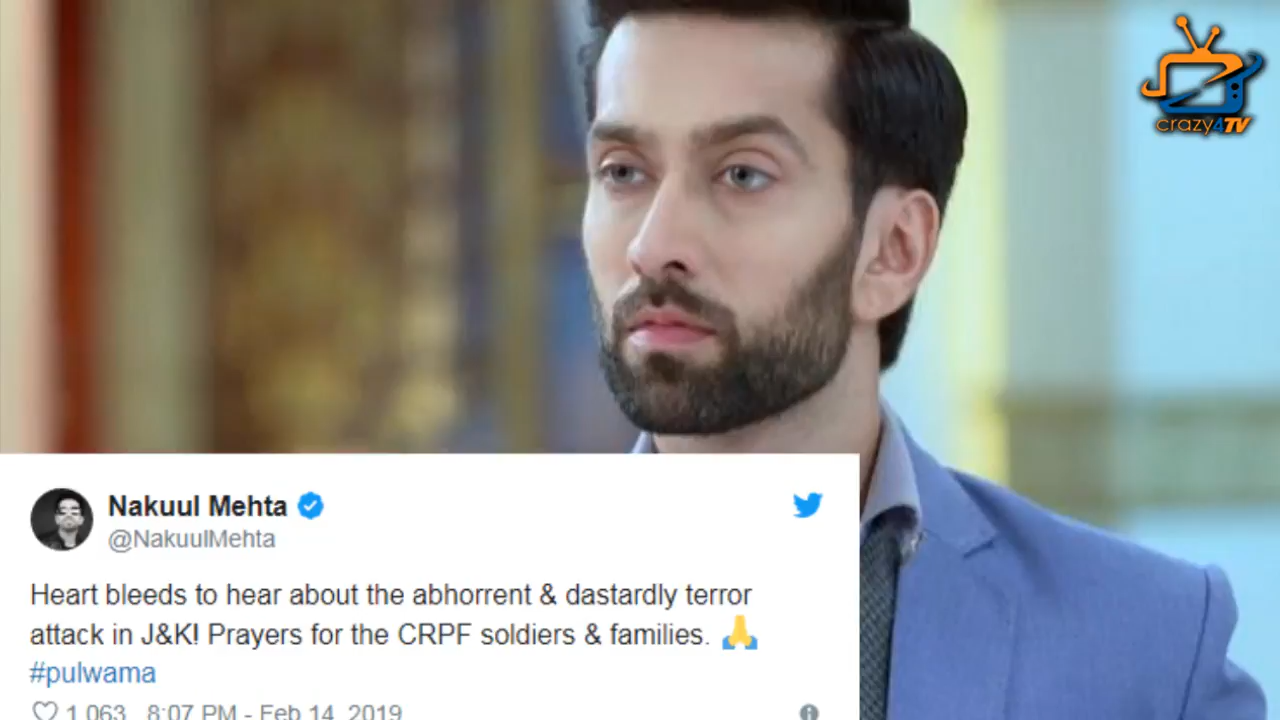 crazy4TV
Nakuul Mehta
@NakuulMehta
Heart bleeds to hear about the abhorrent & dastardly terror
attack in J&K! Prayers for the CRPF soldiers & families. 🙏
#pulwama
1,063 8:07 PM - Feb 14, 2019